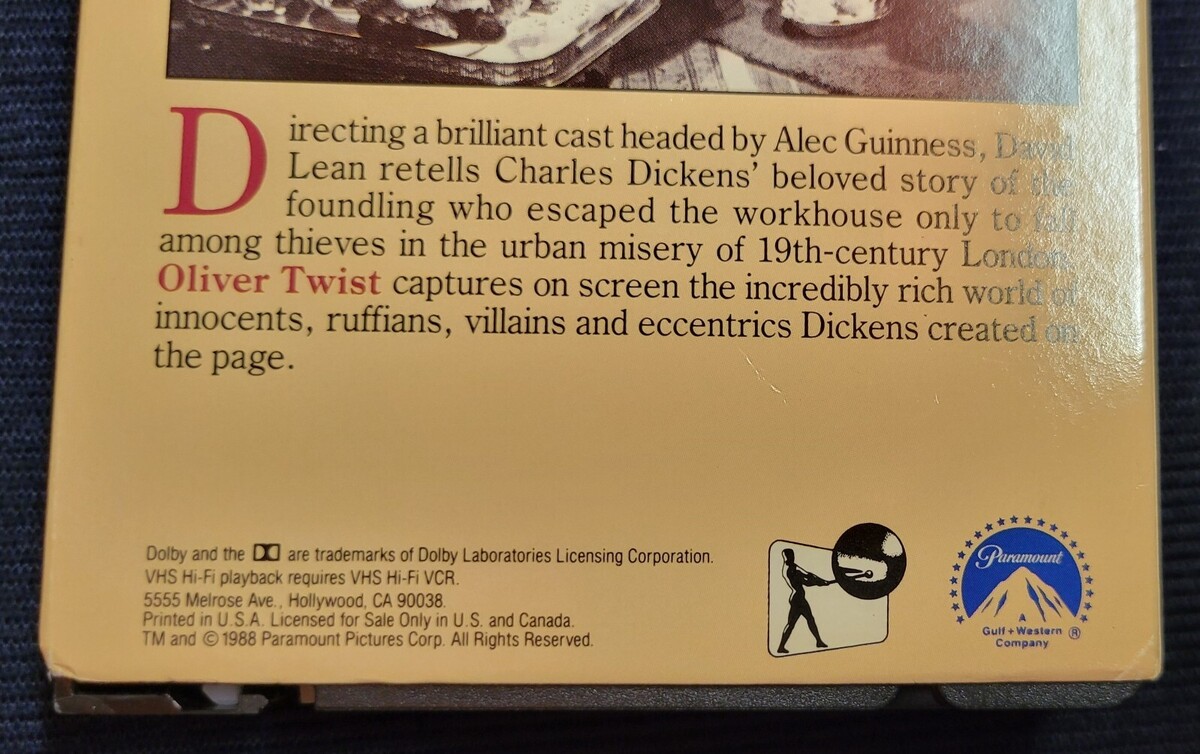 Directing a brilliant cast headed by Alec Guinness, David
Lean retells Charles Dickens' beloved story of the
foundling who escaped the workhouse only to fall
among thieves in the urban misery of 19th-century London.
Oliver Twist captures on screen the incredibly rich world of
innocents, ruffians, villains and eccentrics Dickens created on
the page.
Dolby and the are trademarks of Dolby Laboratories Licensing Corporation.
VHS Hi-Fi playback requires VHS Hi-Fi VCR.
5555 Melrose Ave., Hollywood, CA 90038.
Printed in U.S.A. Licensed for Sale Only in U.S. and Canada.
TM and © 1988 Paramount Pictures Corp. All Rights Reserved.
Paramount
A
Gulf+Western ®
Company